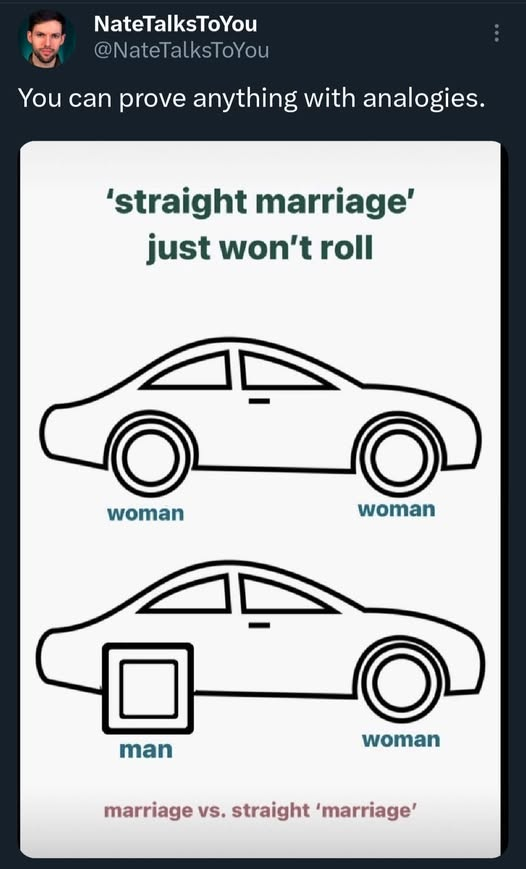 NateTalksToYou
@NateTalksToYou
You can prove anything with analogies.
‘straight marriage’
just won’t roll
woman
woman
man
woman
marriage vs. straight ‘marriage’